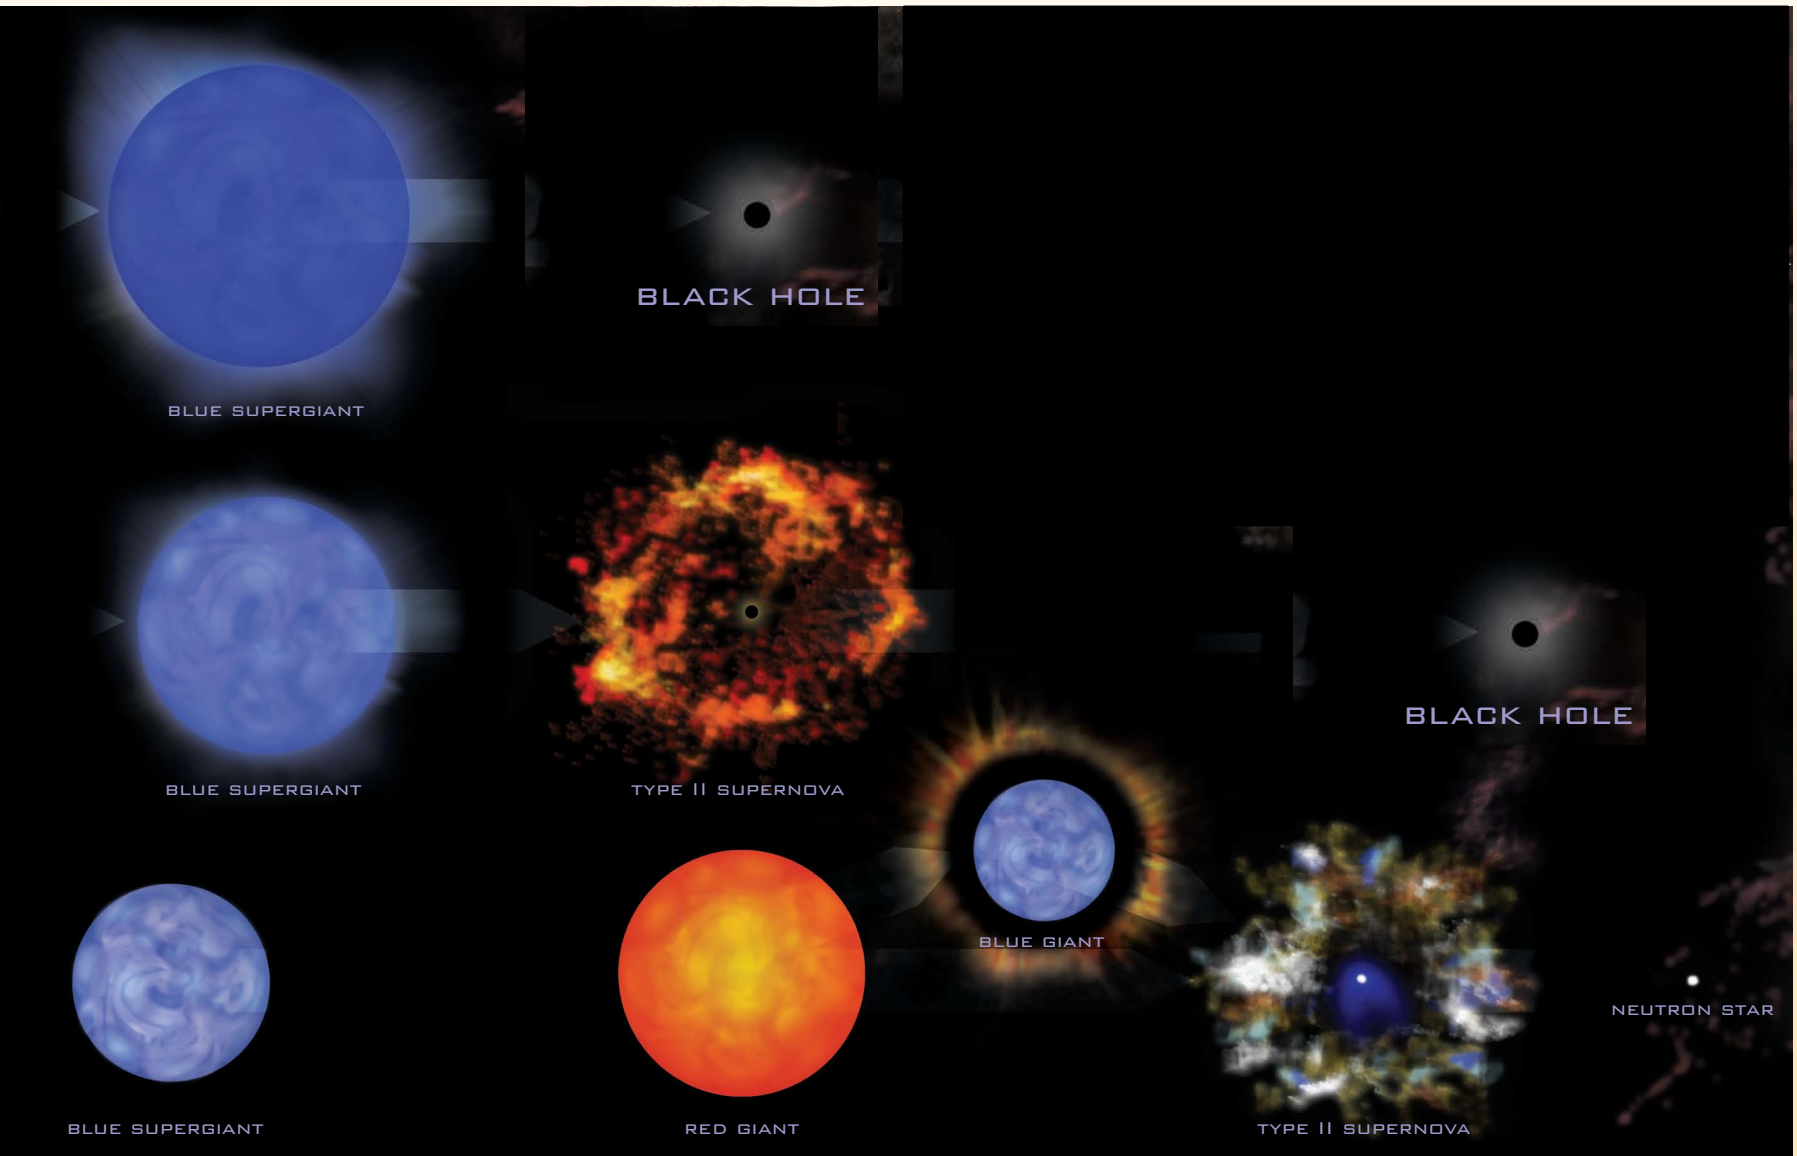 BLACK HOLE
BLUE SUPERGIANT
BLACK HOLE
BLUE SUPERGIANT
TYPE II SUPERNOVA
BLUE GIANT
NEUTRON STAR
BLUE SUPERGIANT
RED GIANT
TYPE II SUPERNOVA